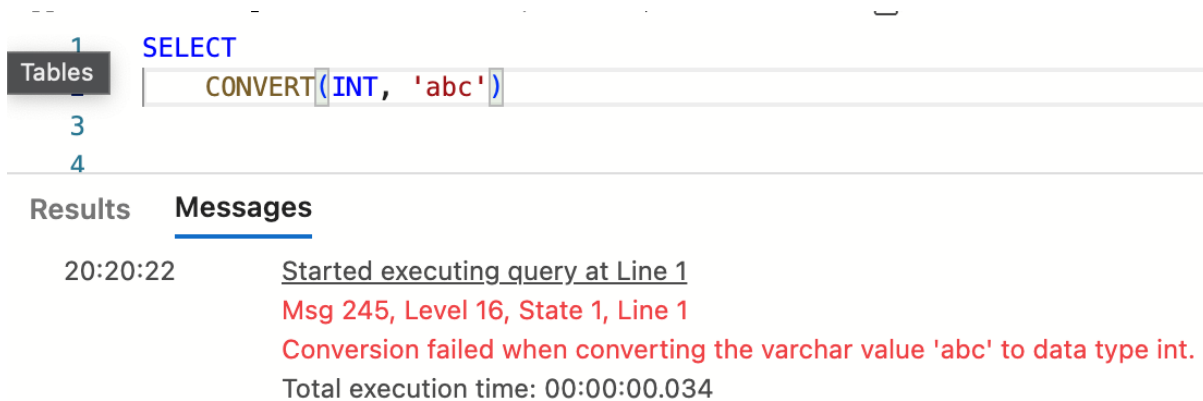 1 SELECT
Tables
CONVERT(INT, 'abc')
3
4
Results Messages
20:20:22 Started executing query at Line 1
Msg 245, Level 16, State 1, Line 1
Conversion failed when converting the varchar value 'abc' to data type int.
Total execution time: 00:00:00.034